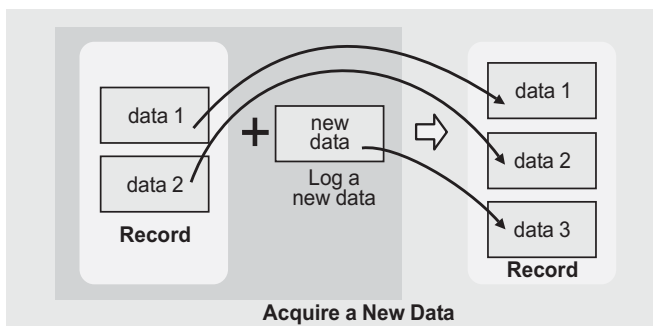 data 1
data 2
Record
+
new
data
Log a
new data
data 1
data 2
data 3
Record
Acquire a New Data